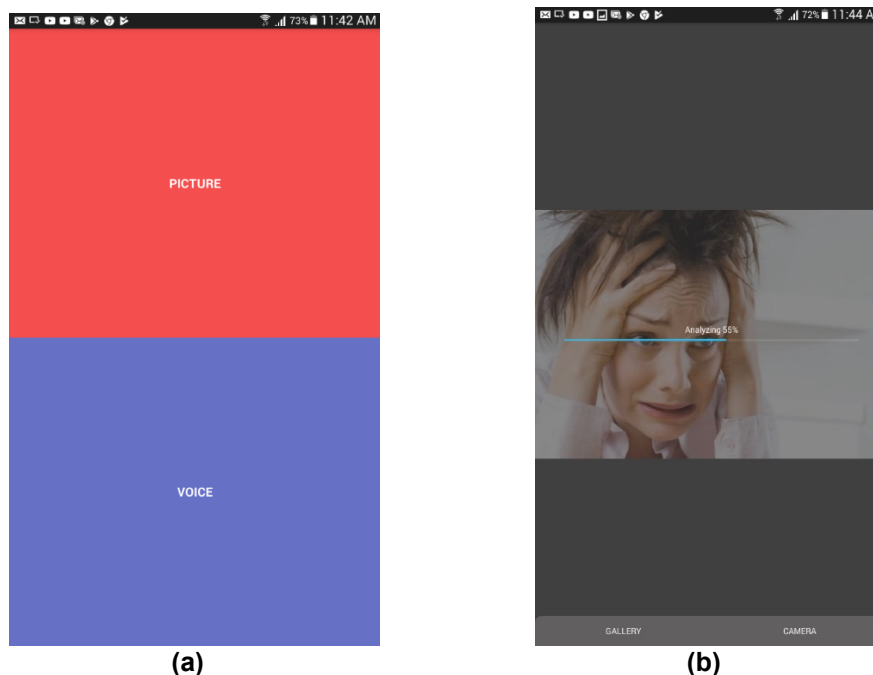 73% 11:42 AM
PICTURE
VOICE
(a)
72% 11:44 A
Analyzing 55%
GALLERY CAMERA
(b)